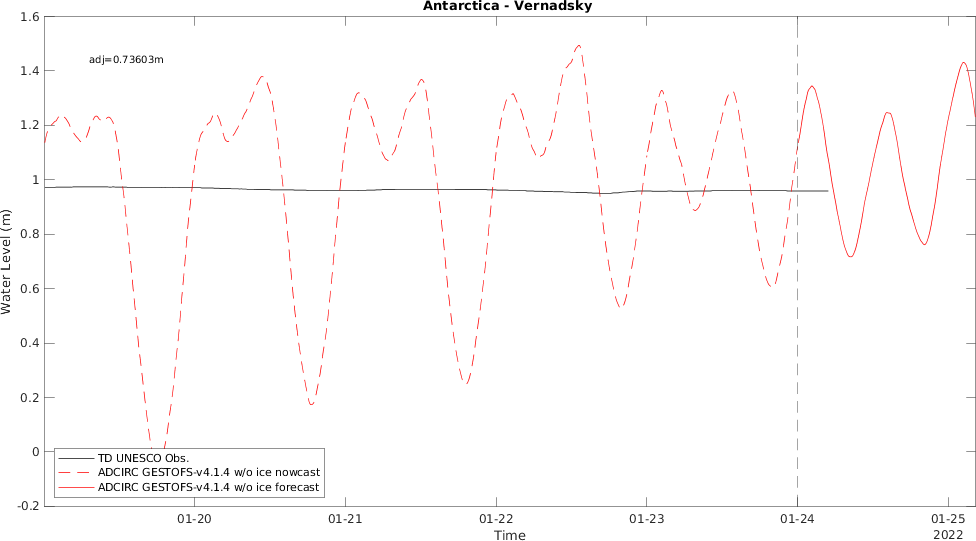 Antarctica - Vernadsky
adj=0.73603m
1.6
1.4
1.2
1
0.8
0.6
0.4
0.2
0
-0.2
Water Level (m)
TD UNESCO Obs.
ADCIRC GESTOFS-v4.1.4 w/o ice nowcast
ADCIRC GESTOFS-v4.1.4 w/o ice forecast
01-20 01-21 01-22 01-23 01-24 01-25
Time
2022